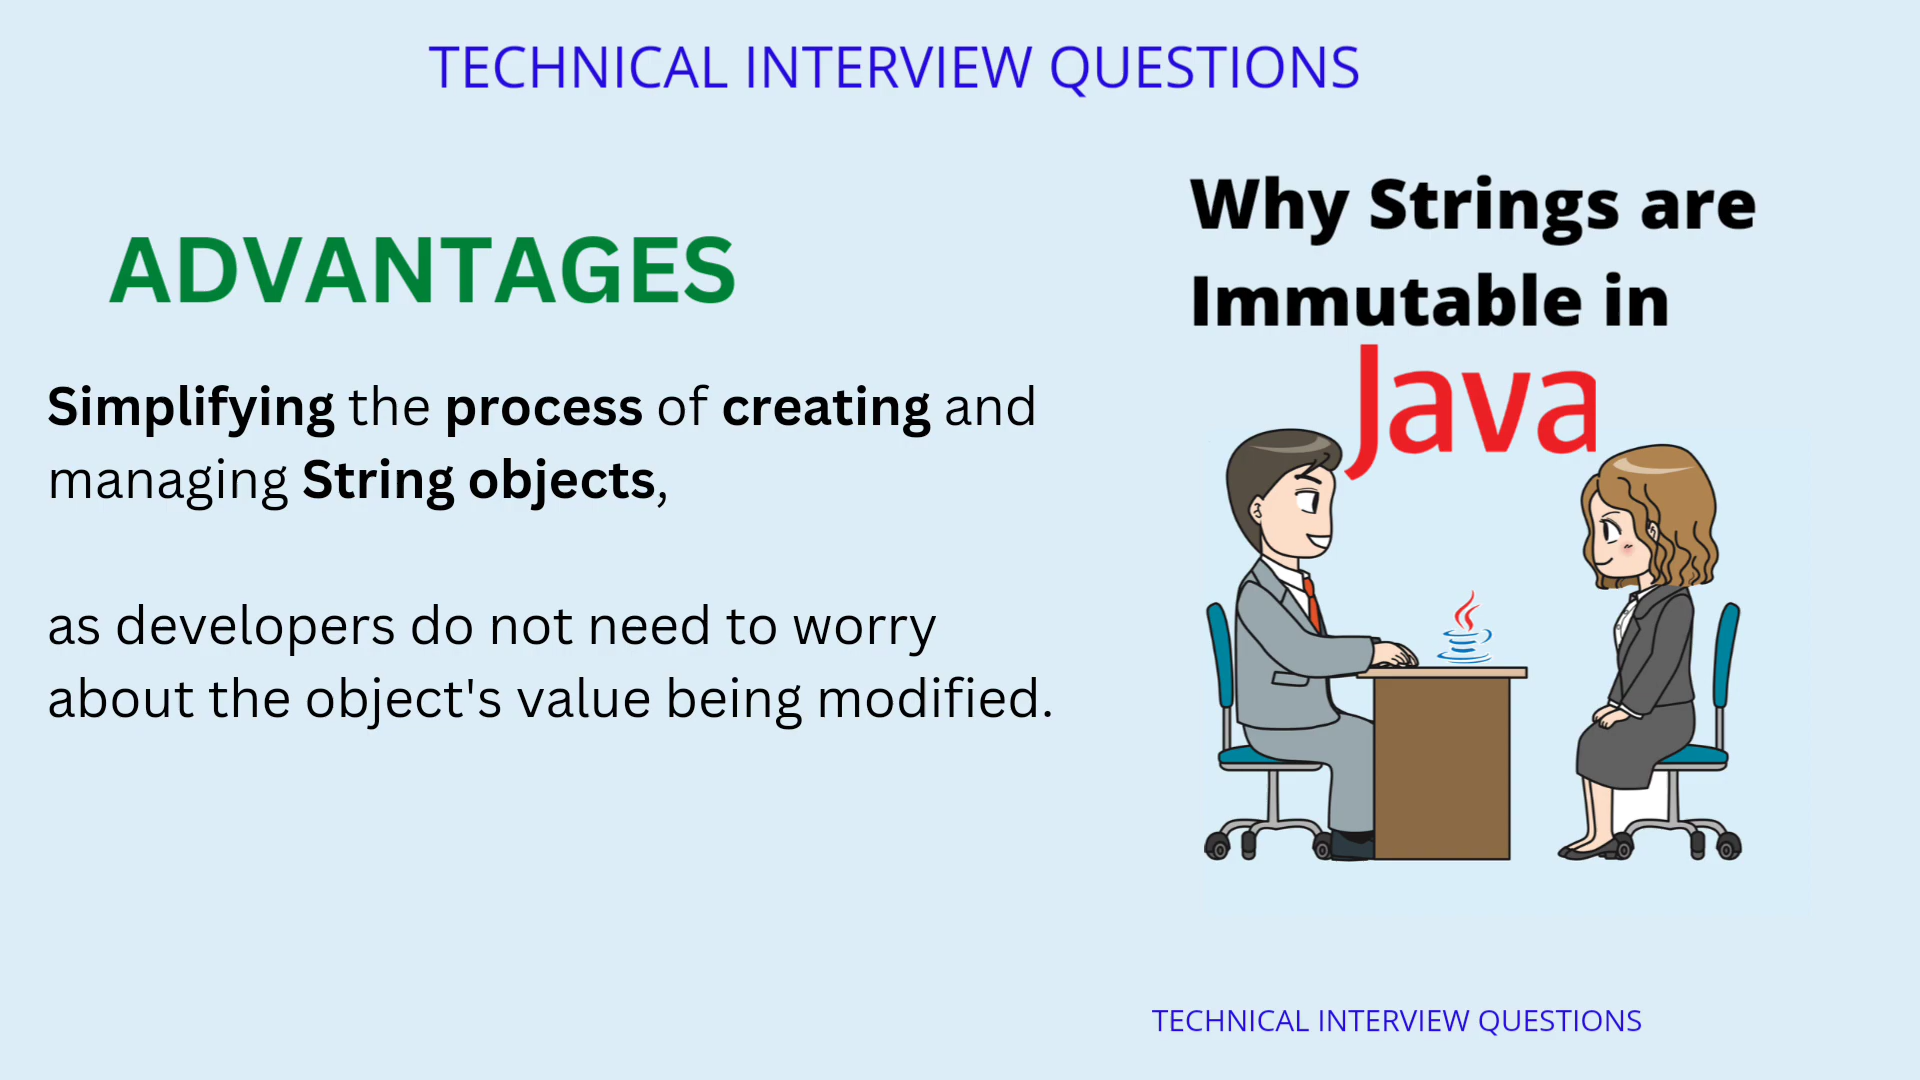 TECHNICAL INTERVIEW QUESTIONS
ADVANTAGES
Simplifying the process of creating and
managing String objects,
as developers do not need to worry
about the object's value being modified.
Why Strings are
Immutable in
Java
TECHNICAL INTERVIEW QUESTIONS